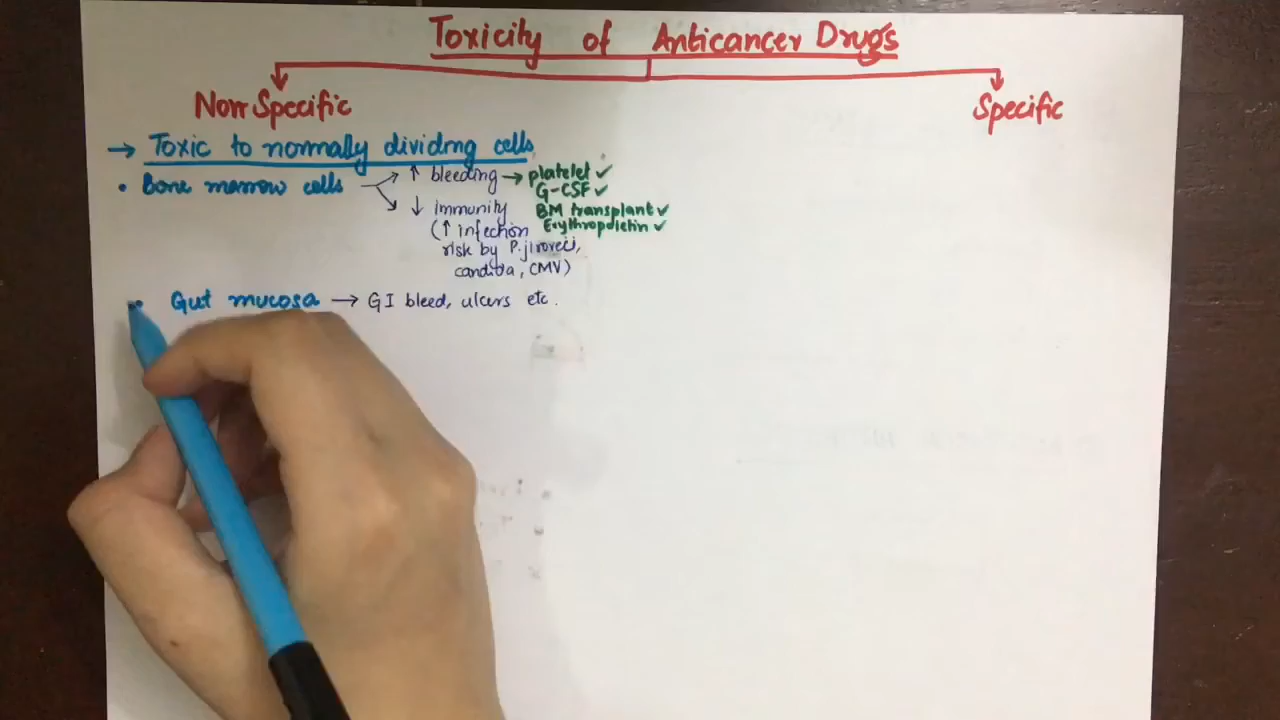 Toxicity of Anticancer Drugs
Non Specific
Specific
→ Toxic to normally dividing cells
• Bone marrow cells → ↑ bleeding → platelet ✓
G-CSF ✓
↓ immunity
BM transplant ✓
(↑ infection
Erythropoietin ✓
risk by P.jiroveci,
candida, CMV)
• Gut mucosa → GI bleed, ulcers etc.